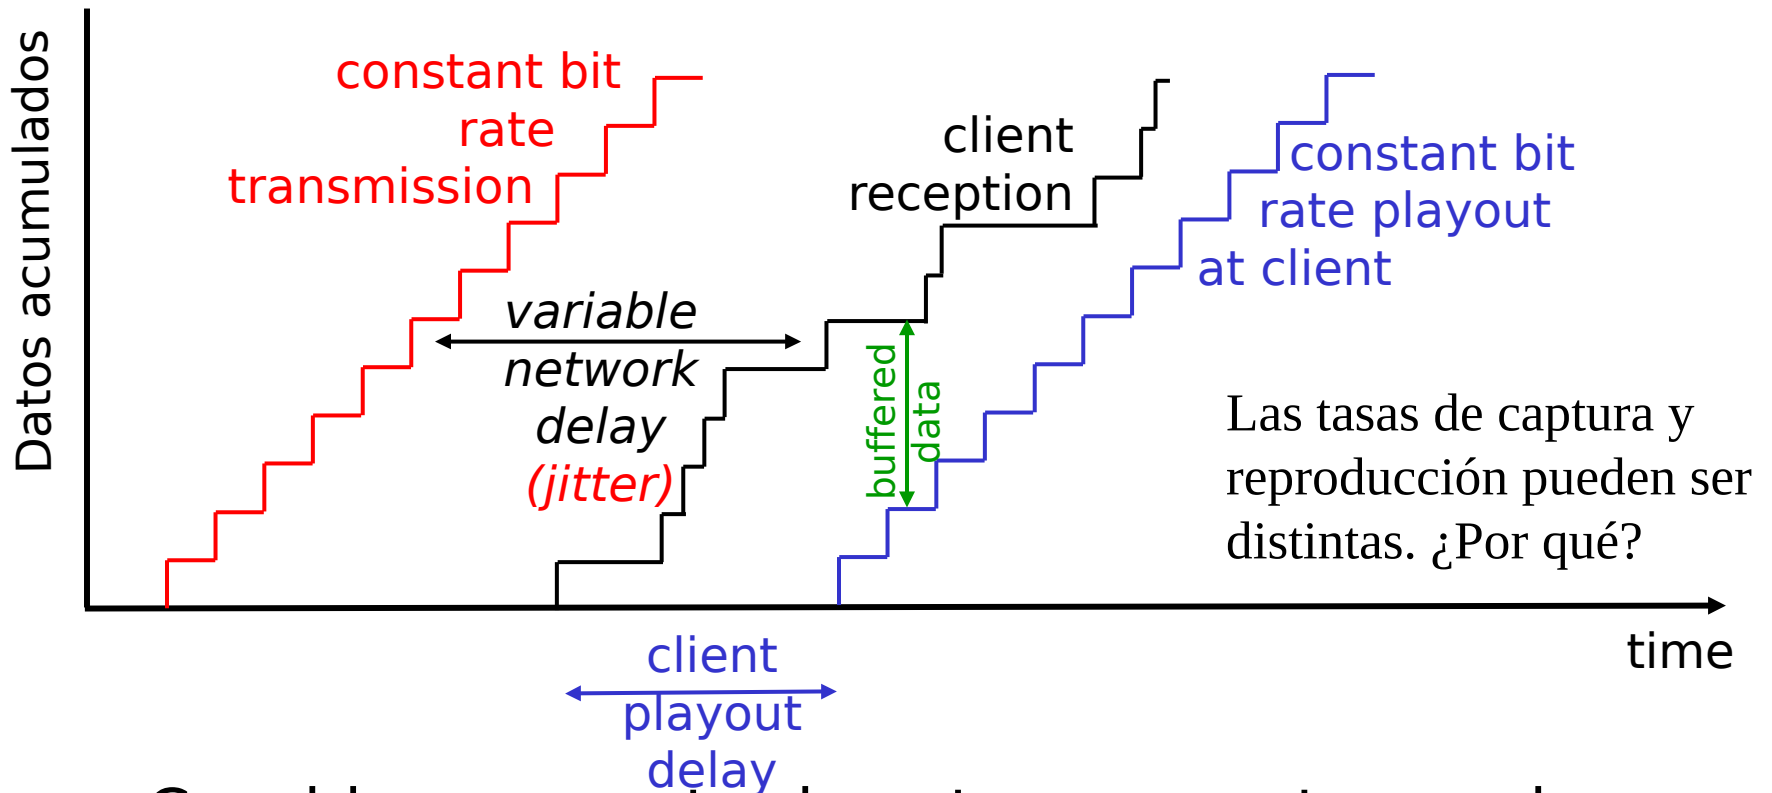 Datos acumulados
constant bit
rate
transmission
variable
network
delay
(jitter)
client
reception
buffered
data
constant bit
rate playout
at client
Las tasas de captura y
reproducción pueden ser
distintas. ¿Por qué?
time
client
playout
delay